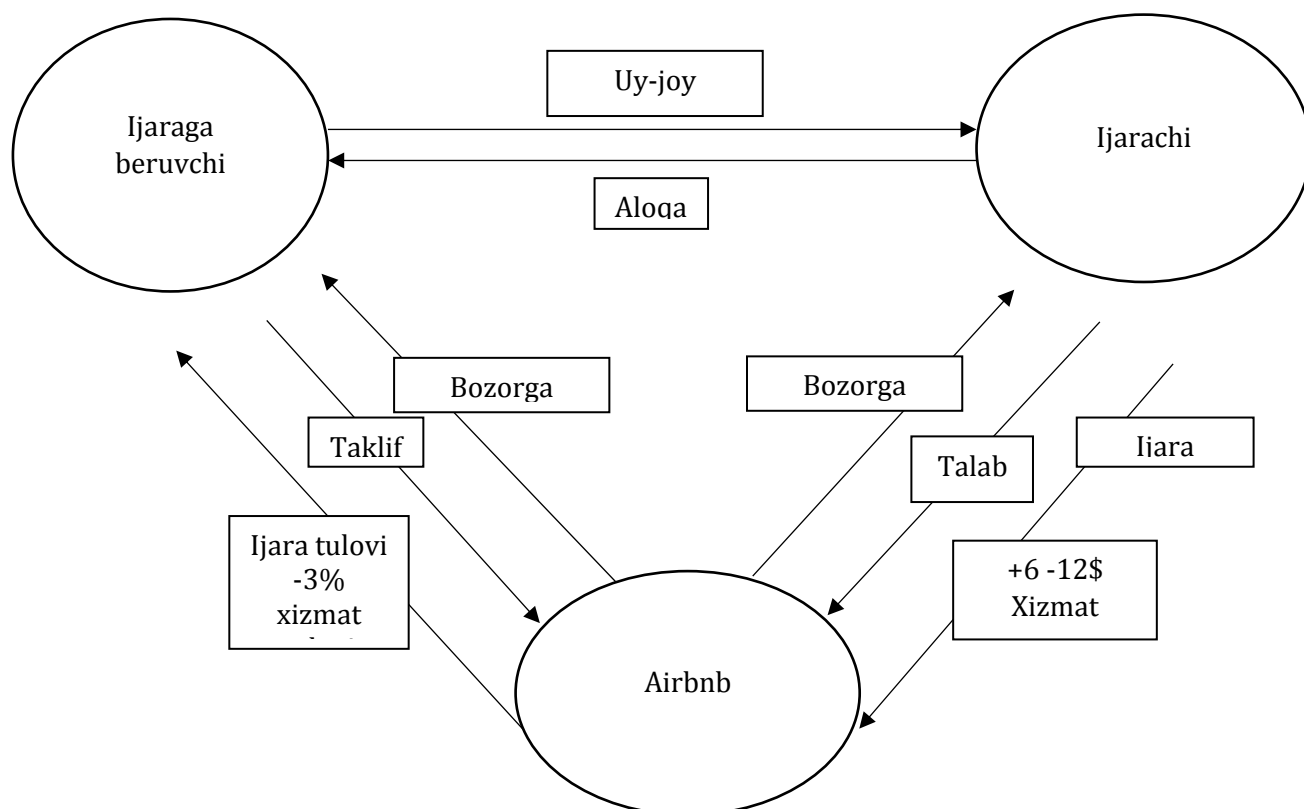 Uy-joy
Ijaraga
beruvchi
Ijarachi
Aloqa
Bozorga
Bozorga
Taklif
Talab
Ijara
Ijara tulovi
-3%
xizmat
+6 -12$
Xizmat
Airbnb